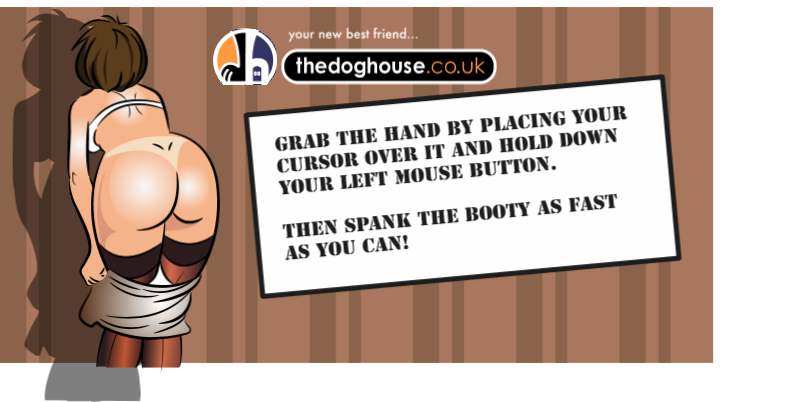 your new best friend...
thedoghouse.co.uk
GRAB THE HAND BY PLACING YOUR
CURSOR OVER IT AND HOLD DOWN
YOUR LEFT MOUSE BUTTON.
THEN SPANK THE BOOTY AS FAST
AS YOU CAN!